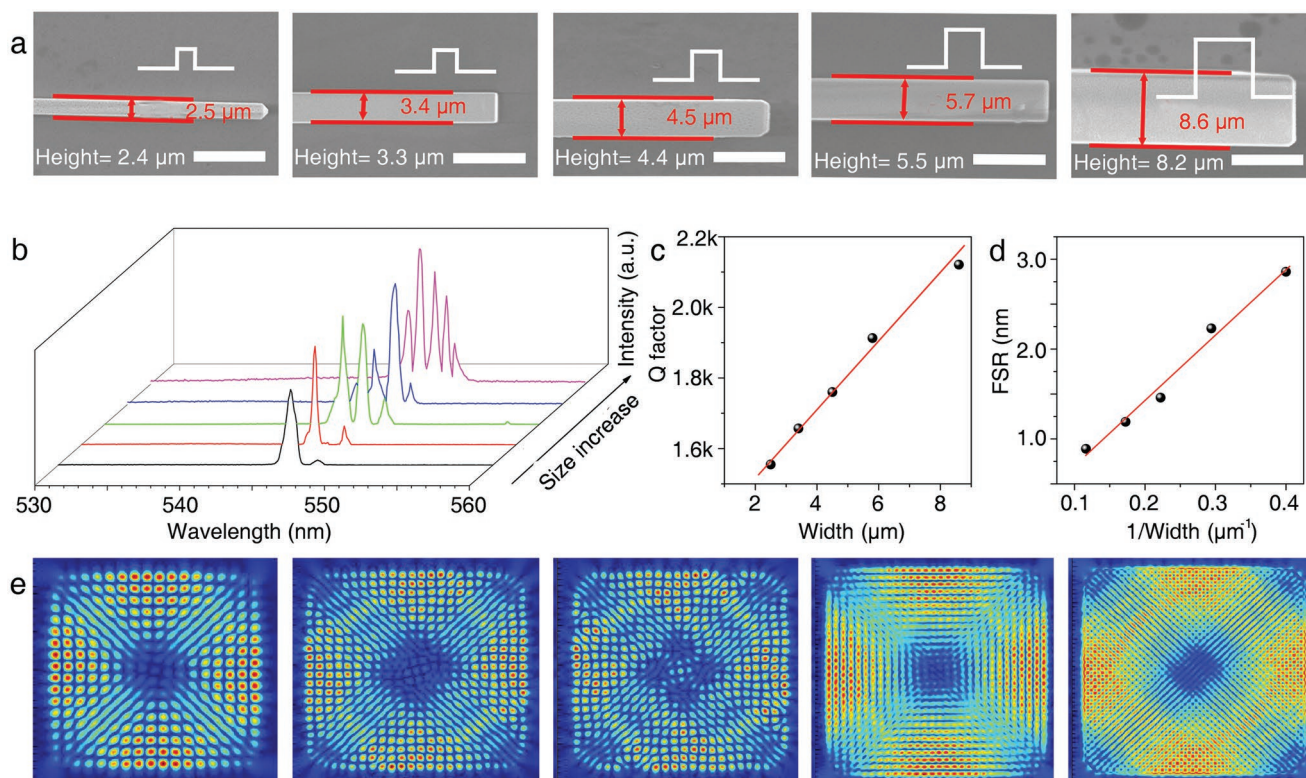 a
2.5 µm
Height= 2.4 µm
3.4 µm
Height= 3.3 µm
4.5 µm
Height= 4.4 µm
5.7 µm
Height= 5.5 µm
8.6 µm
Height= 8.2 µm
b
530
540
550
560
Wavelength (nm)
Intensity (a.u.)
Size increase
c
2.2k
2.0k
1.8k
1.6k
Q factor
2
4
6
8
Width (µm)
d
3.0
2.0
1.0
FSR (nm
0.1
0.2
0.3
0.4
1/Width (µm⁻¹)
e